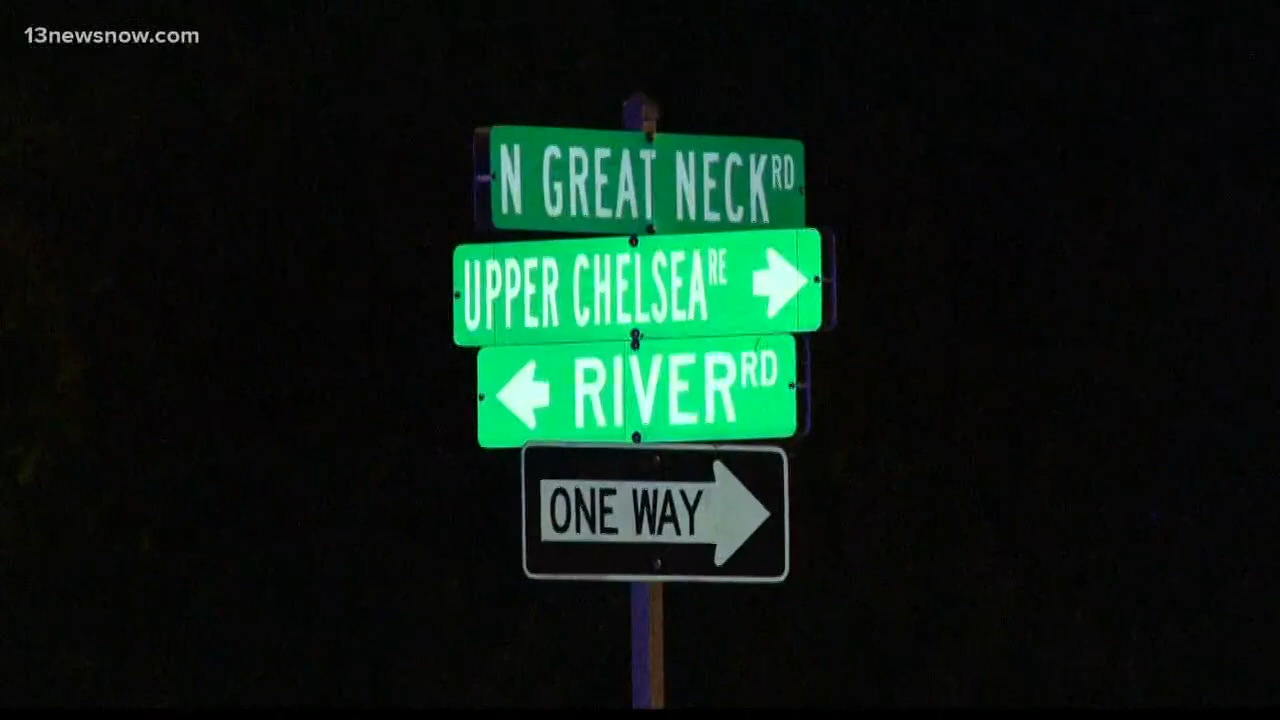 13newsnow.com
N GREAT NECK RD
UPPER CHELSEA RE
RIVER RD
ONE WAY